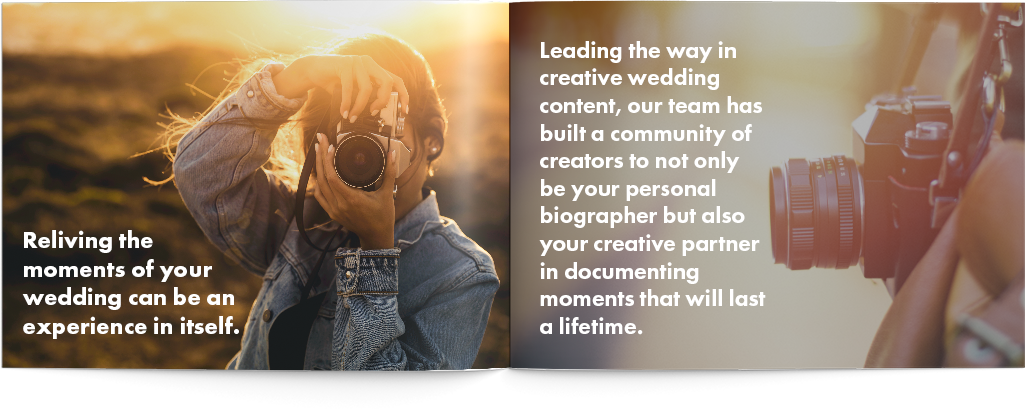 Reliving the
moments of your
wedding can be an
experience in itself.
Leading the way in
creative wedding
content, our team has
built a community of
creators to not only
be your personal
biographer but also
your creative partner
in documenting
moments that will last
a lifetime.